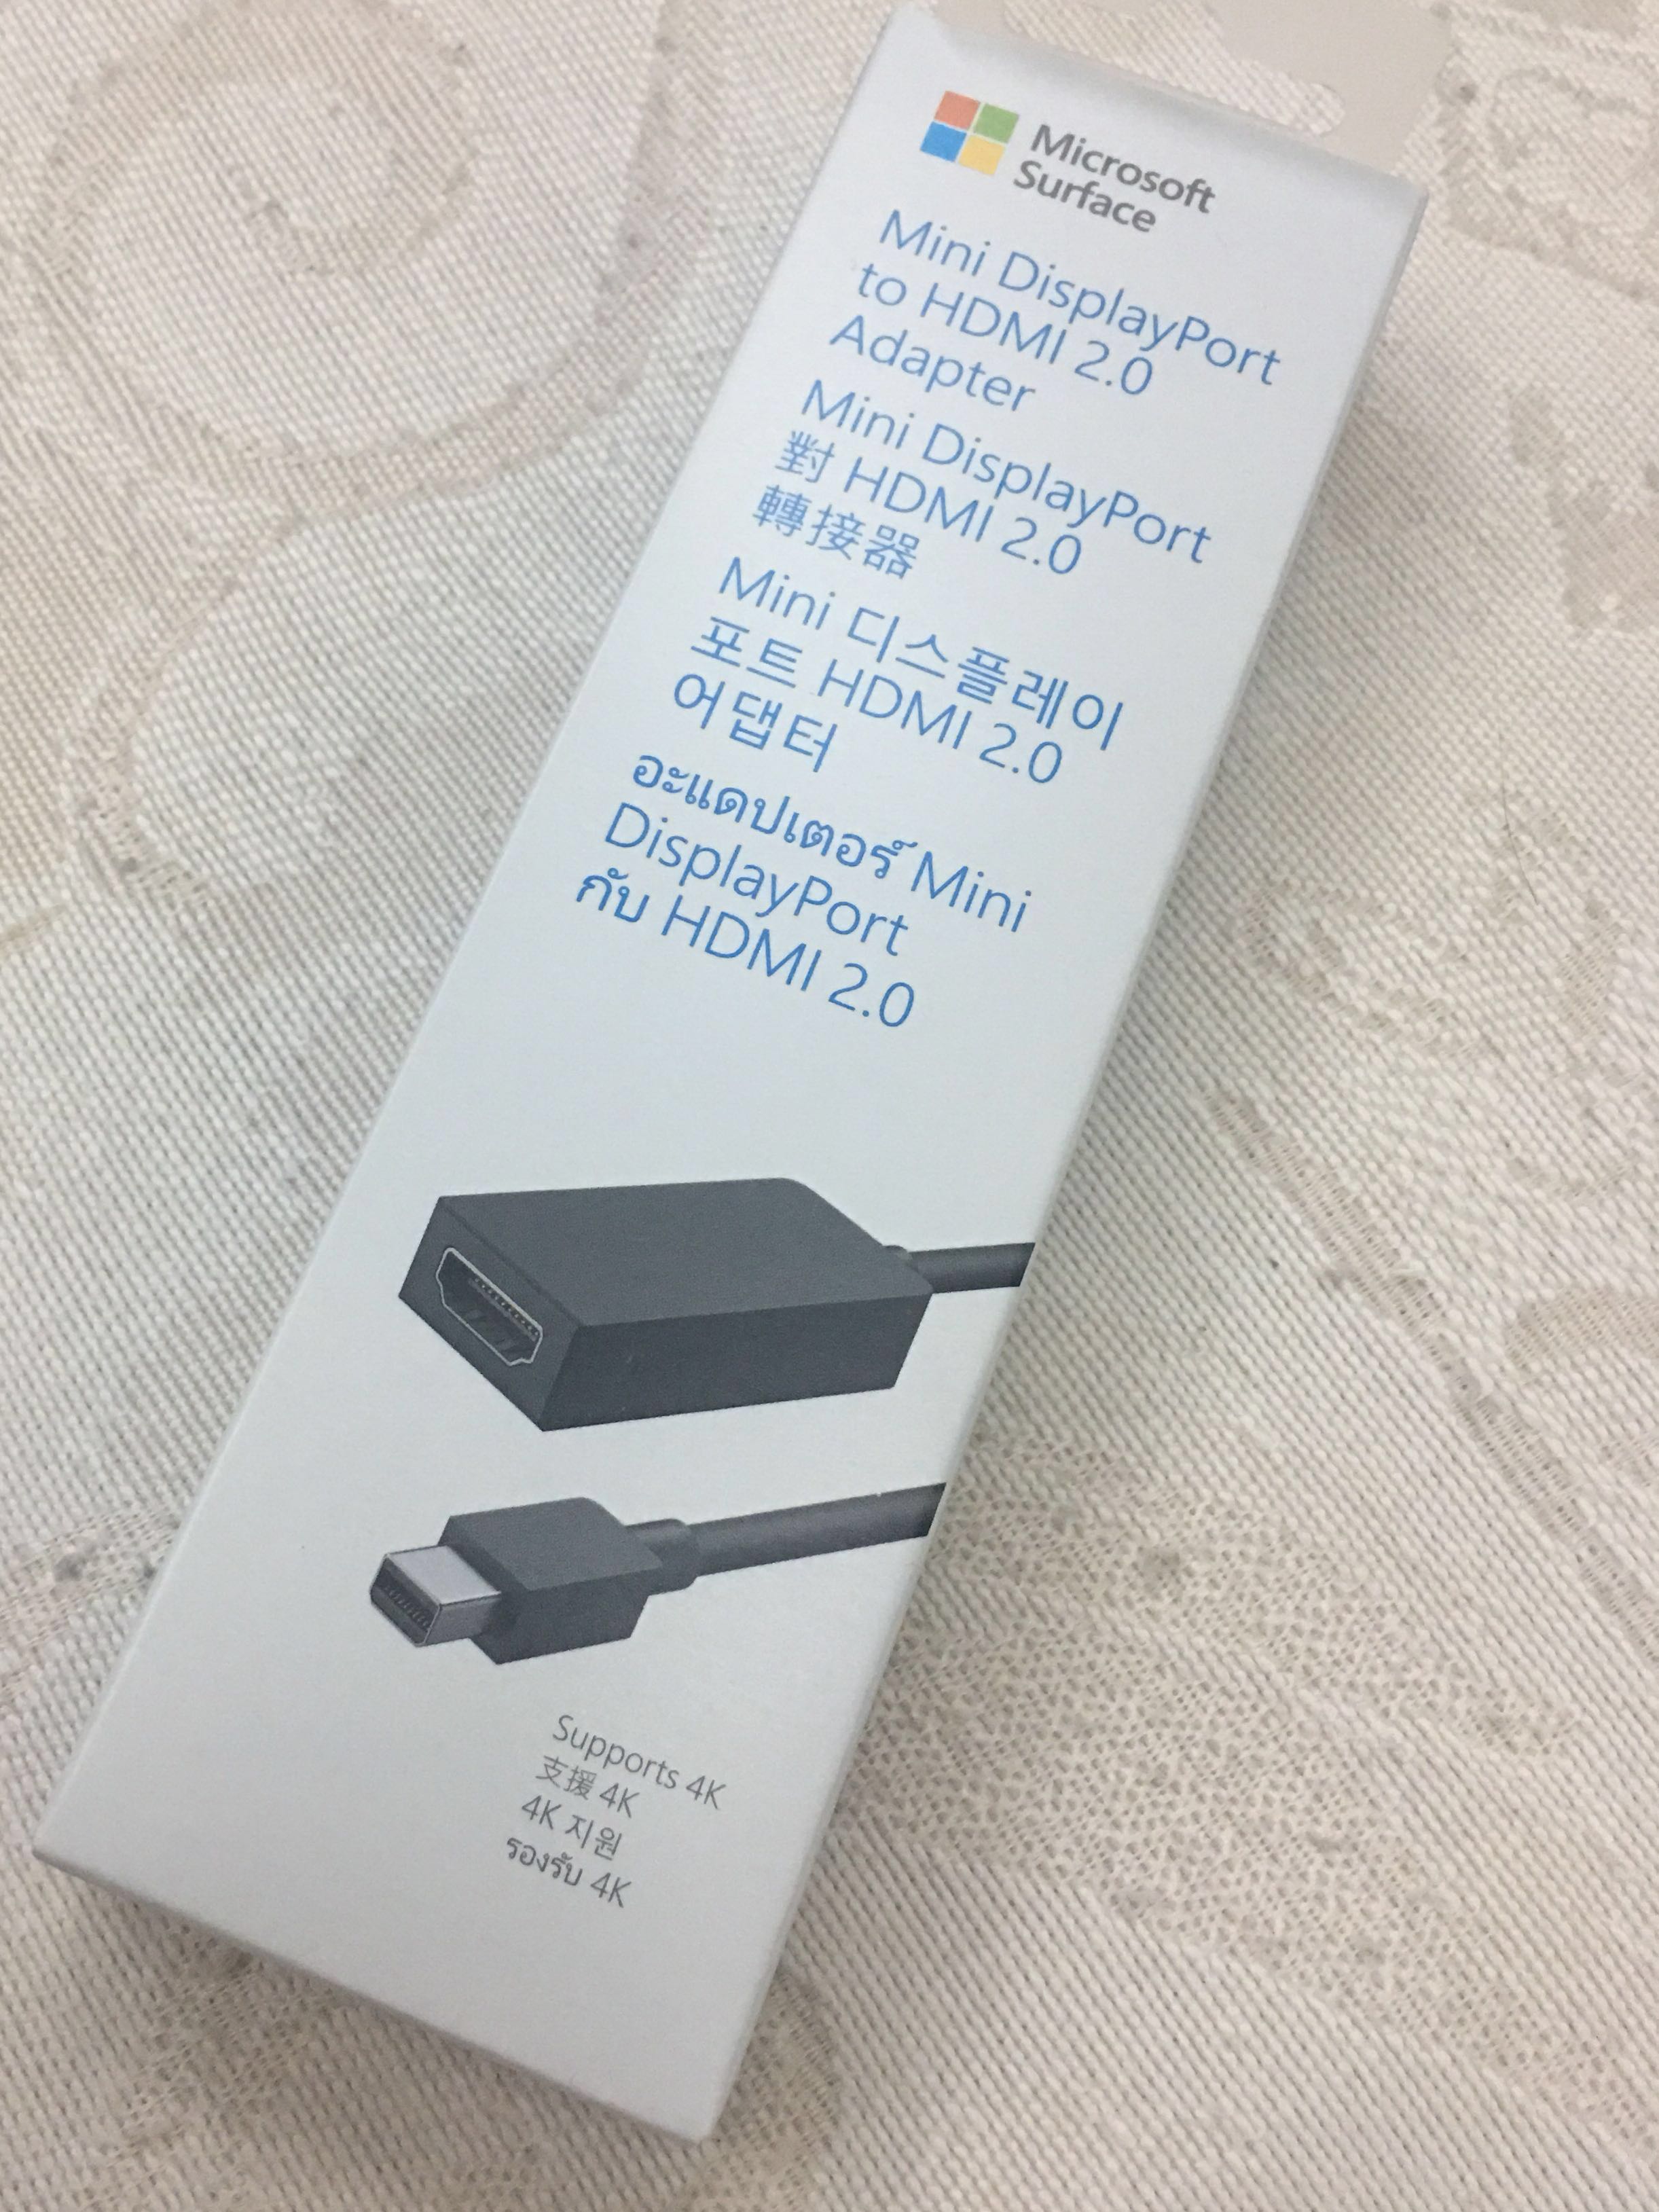 Microsoft
Surface
Mini DisplayPort
to HDMI 2.0
Adapter
Mini DisplayPort
對 HDMI 2.0
轉接器
Mini 디스플레이
포트 HDMI 2.0
어댑터
อะแดปเตอร์ Mini
DisplayPort
กับ HDMI 2.0
Supports 4K
支援 4K
4K 지원
รองรับ 4K